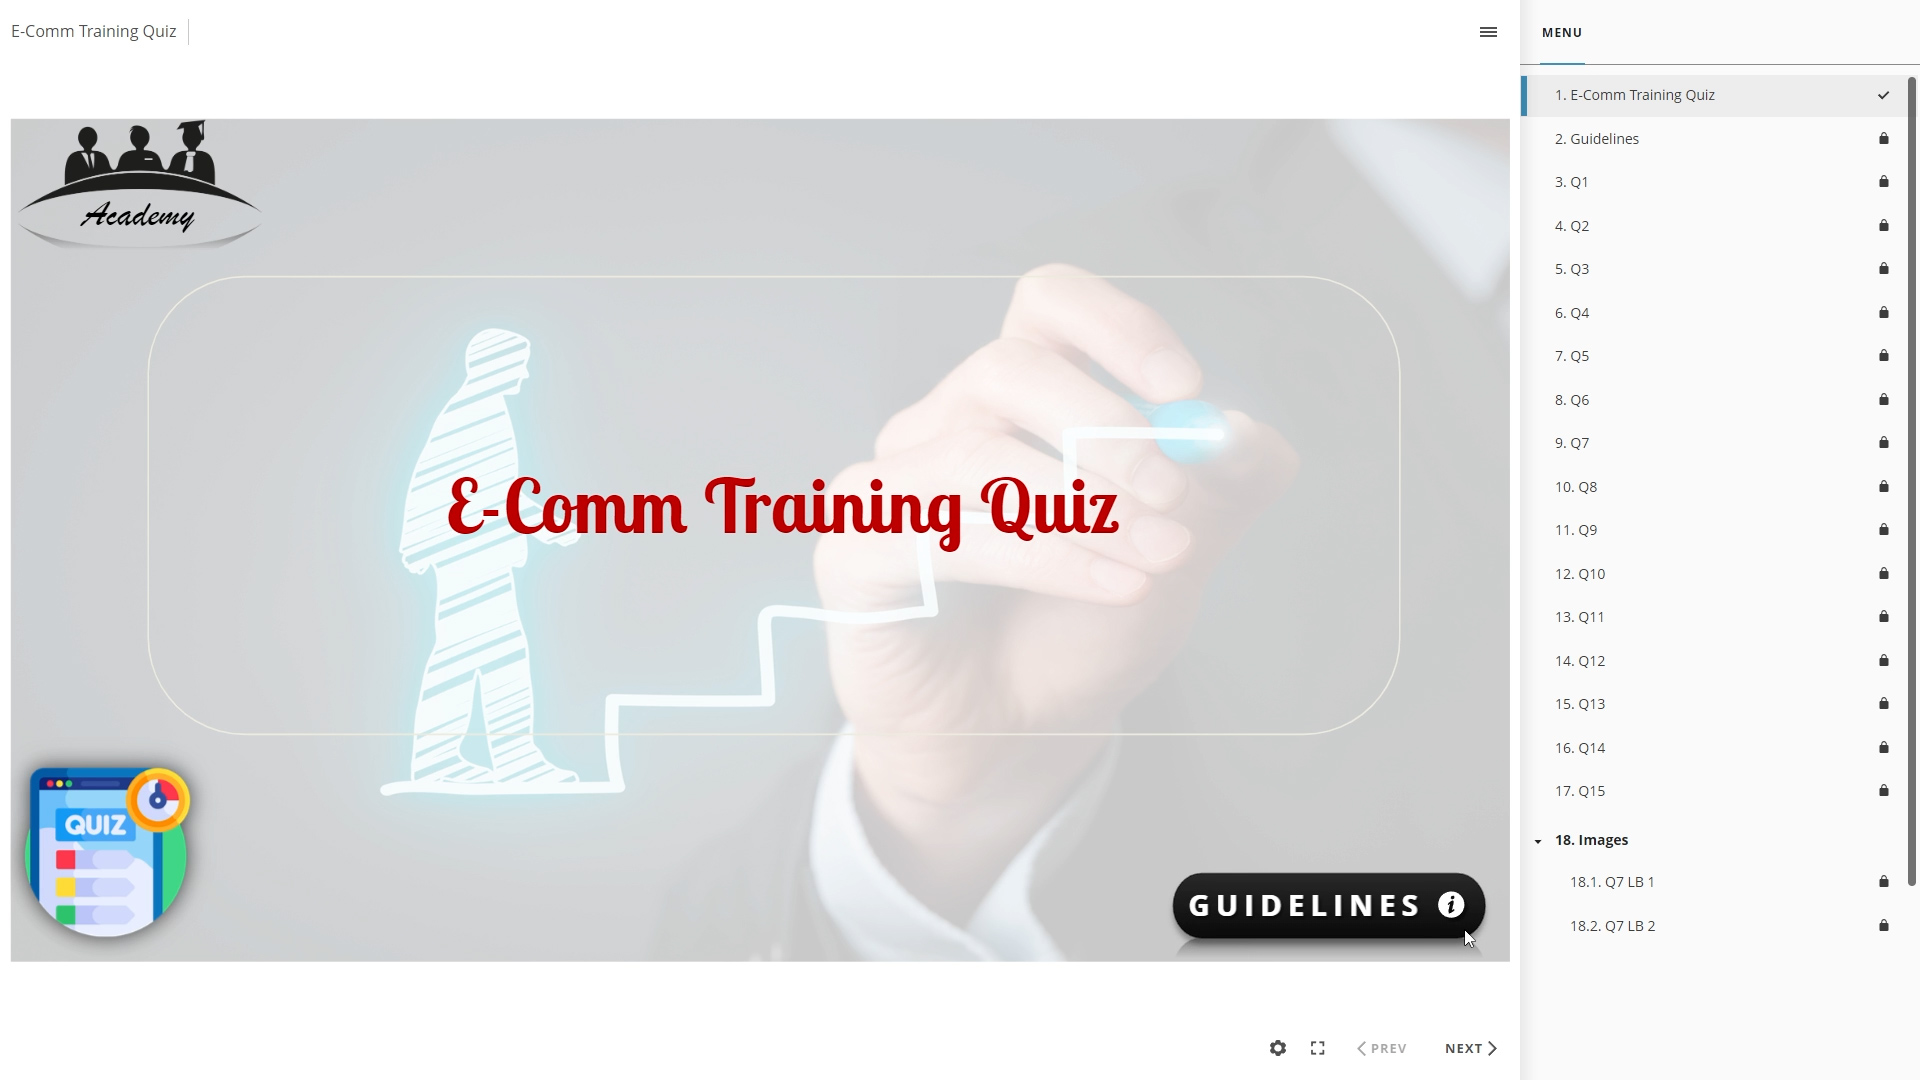 E-Comm Training Quiz
MENU
1. E-Comm Training Quiz
2. Guidelines
3. Q1
4. Q2
5. Q3
6. Q4
7. Q5
8. Q6
9. Q7
10. Q8
11. Q9
12. Q10
13. Q11
14. Q12
15. Q13
16. Q14
17. Q15
18. Images
18.1. Q7 LB 1
18.2. Q7 LB 2
Academy
E-Comm Training Quiz
QUIZ
GUIDELINES i
PREV
NEXT